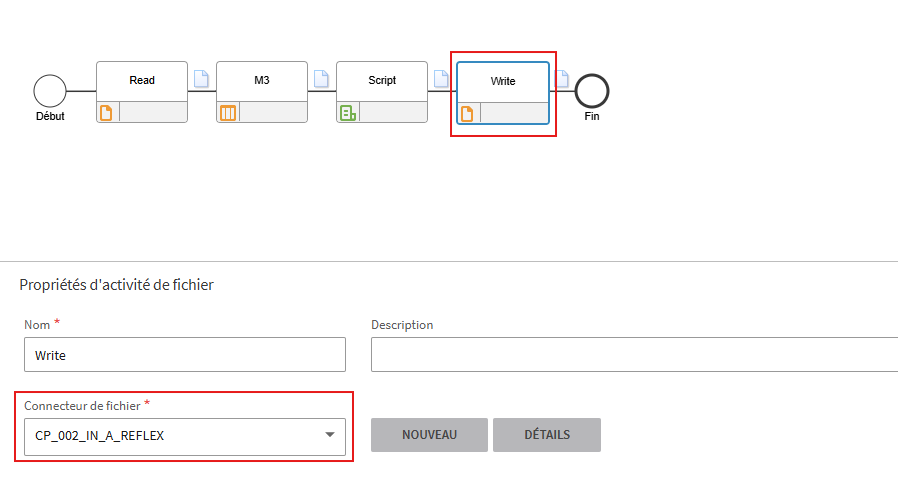 Read
M3
Script
Write
Début
Fin
Propriétés d'activité de fichier
Nom *
Description
Write
Connecteur de fichier *
CP_002_IN_A_REFLEX
NOUVEAU
DÉTAILS